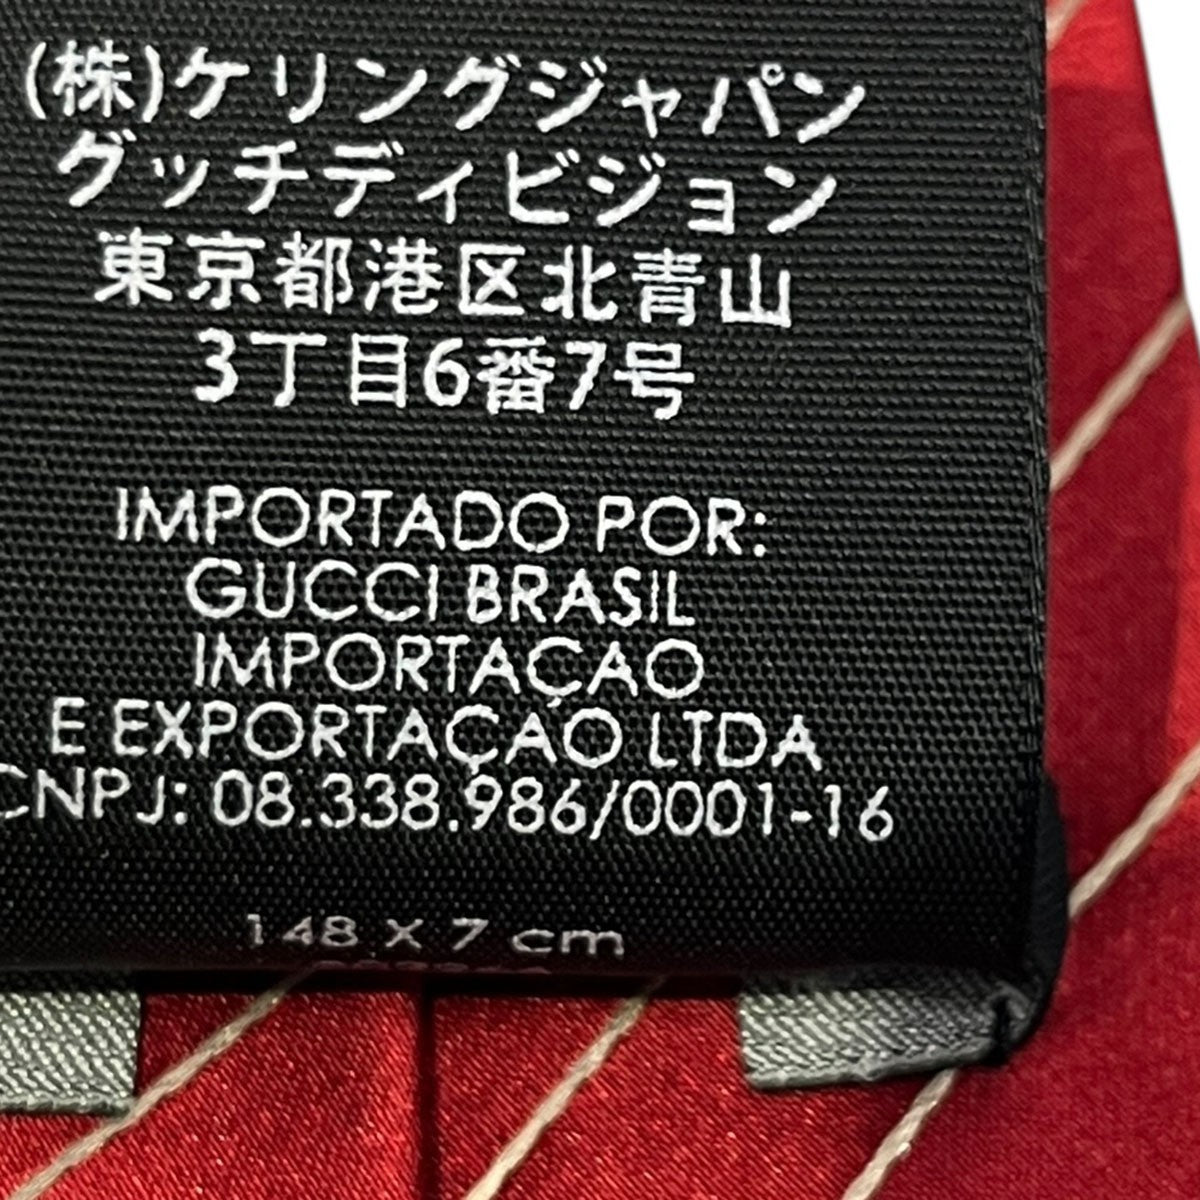 (株)ケリングジャパン
グッチディビジョン
東京都港区北青山
3丁目6番7号
IMPORTADO POR:
GUCCI BRASIL
IMPORTAÇAO
E EXPORTAÇAO LTDA
CNPJ: 08.338.986/0001-16
148 X 7 cm